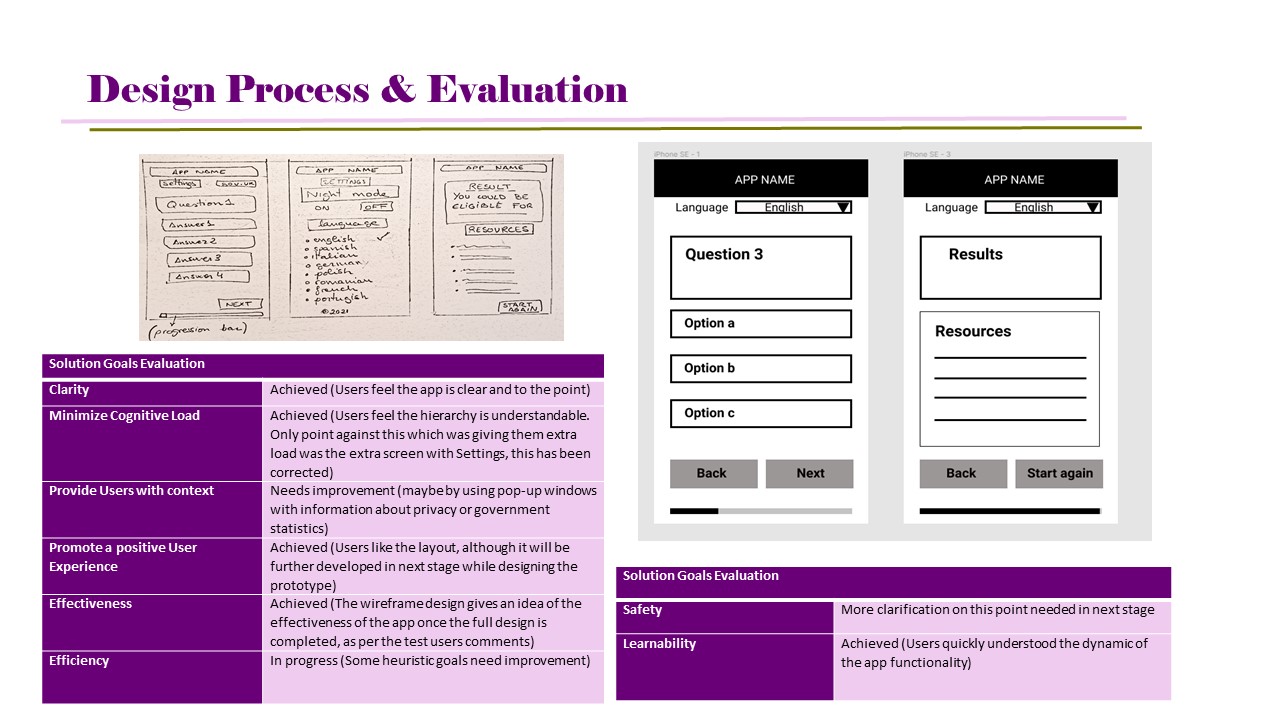 Design Process & Evaluation
APP NAME
Settings
GOV.UK
Question 1
Answer 1
Answer 2
Answer 3
Answer 4
NEXT
(progression bar)
APP NAME
SETTINGS
Night mode
ON OFF
language
english
spanish
italian
german
polish
romanian
french
portugish
©2021
APP NAME
RESULT
YOU COULD BE
ELIGIBLE FOR
RESOURCES
START
AGAIN
iPhone SE - 1
APP NAME
Language English
Question 3
Option a
Option b
Option c
Back Next
iPhone SE - 3
APP NAME
Language English
Results
Resources
Back Start again
Solution Goals Evaluation
Clarity
Achieved (Users feel the app is clear and to the point)
Minimize Cognitive Load
Achieved (Users feel the hierarchy is understandable.
Only point against this which was giving them extra
load was the extra screen with Settings, this has been
corrected)
Provide Users with context
Needs improvement (maybe by using pop-up windows
with information about privacy or government
statistics)
Promote a positive User
Experience
Achieved (Users like the layout, although it will be
further developed in next stage while designing the
prototype)
Effectiveness
Achieved (The wireframe design gives an idea of the
effectiveness of the app once the full design is
completed, as per the test users comments)
Efficiency
In progress (Some heuristic goals need improvement)
Solution Goals Evaluation
Safety
More clarification on this point needed in next stage
Learnability
Achieved (Users quickly understood the dynamic of
the app functionality)